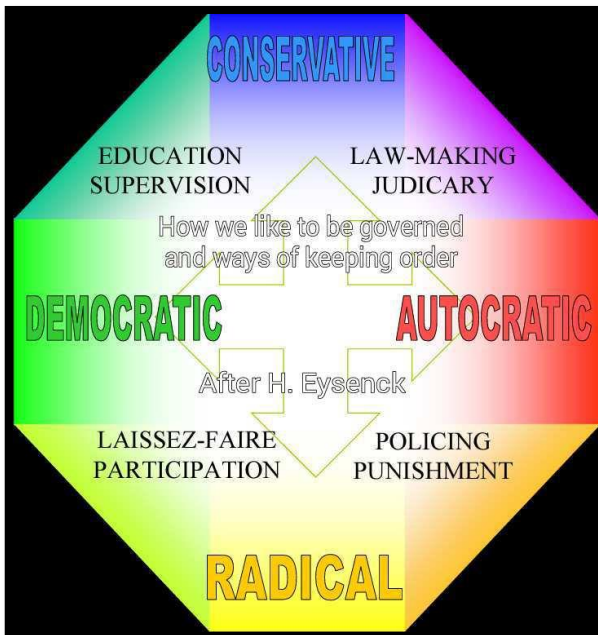 CONSERVATIVE
EDUCATION
SUPERVISION
LAW-MAKING
JUDICARY
How we like to be governed
and ways of keeping order
DEMOCRATIC
AUTOCRATIC
After H. Eysenck
LAISSEZ-FAIRE
PARTICIPATION
POLICING
PUNISHMENT
RADICAL